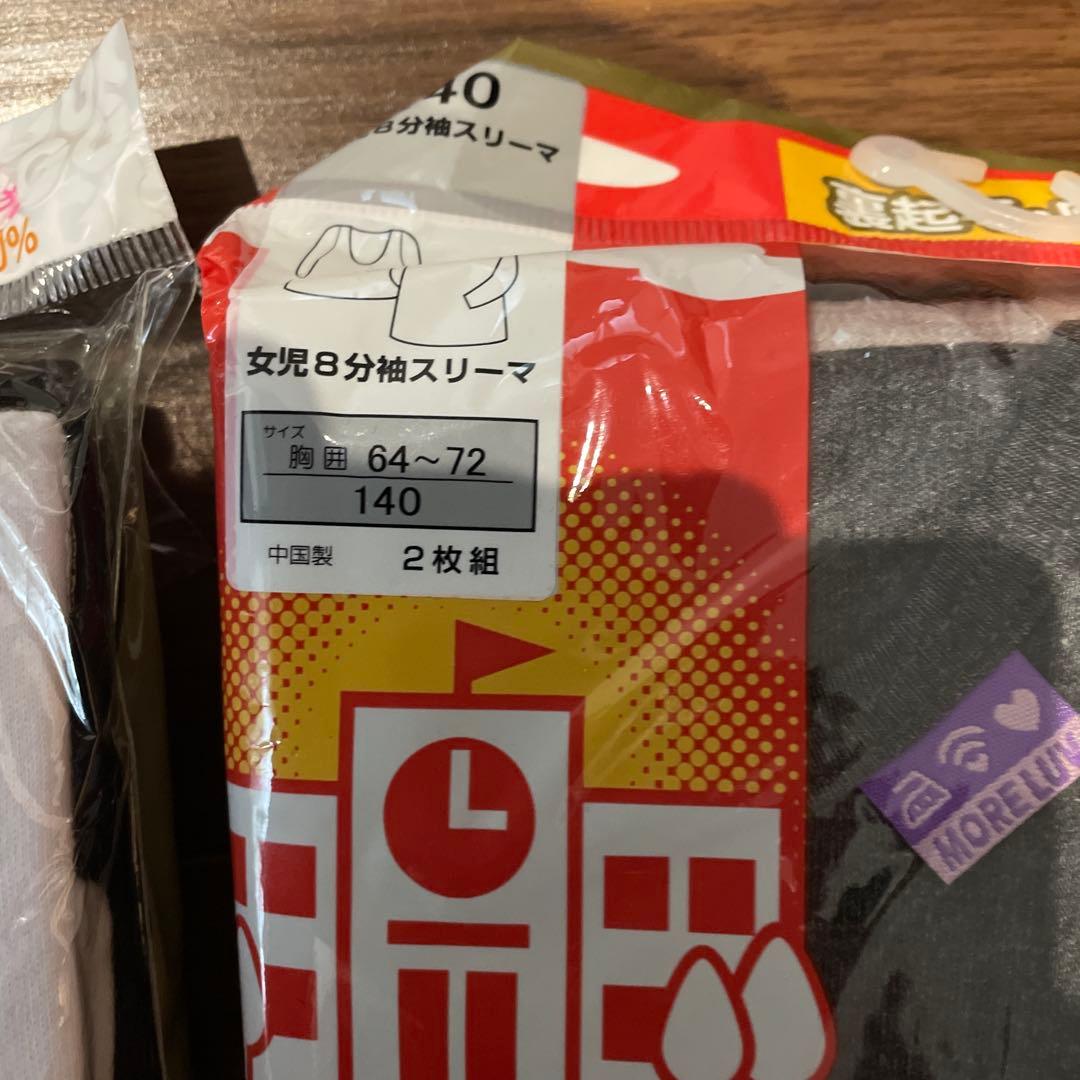 40
8分袖スリーマ
起
%
女児8分袖スリーマ
サイズ
胸囲 64~72
140
中国製 2枚組
MORE LU